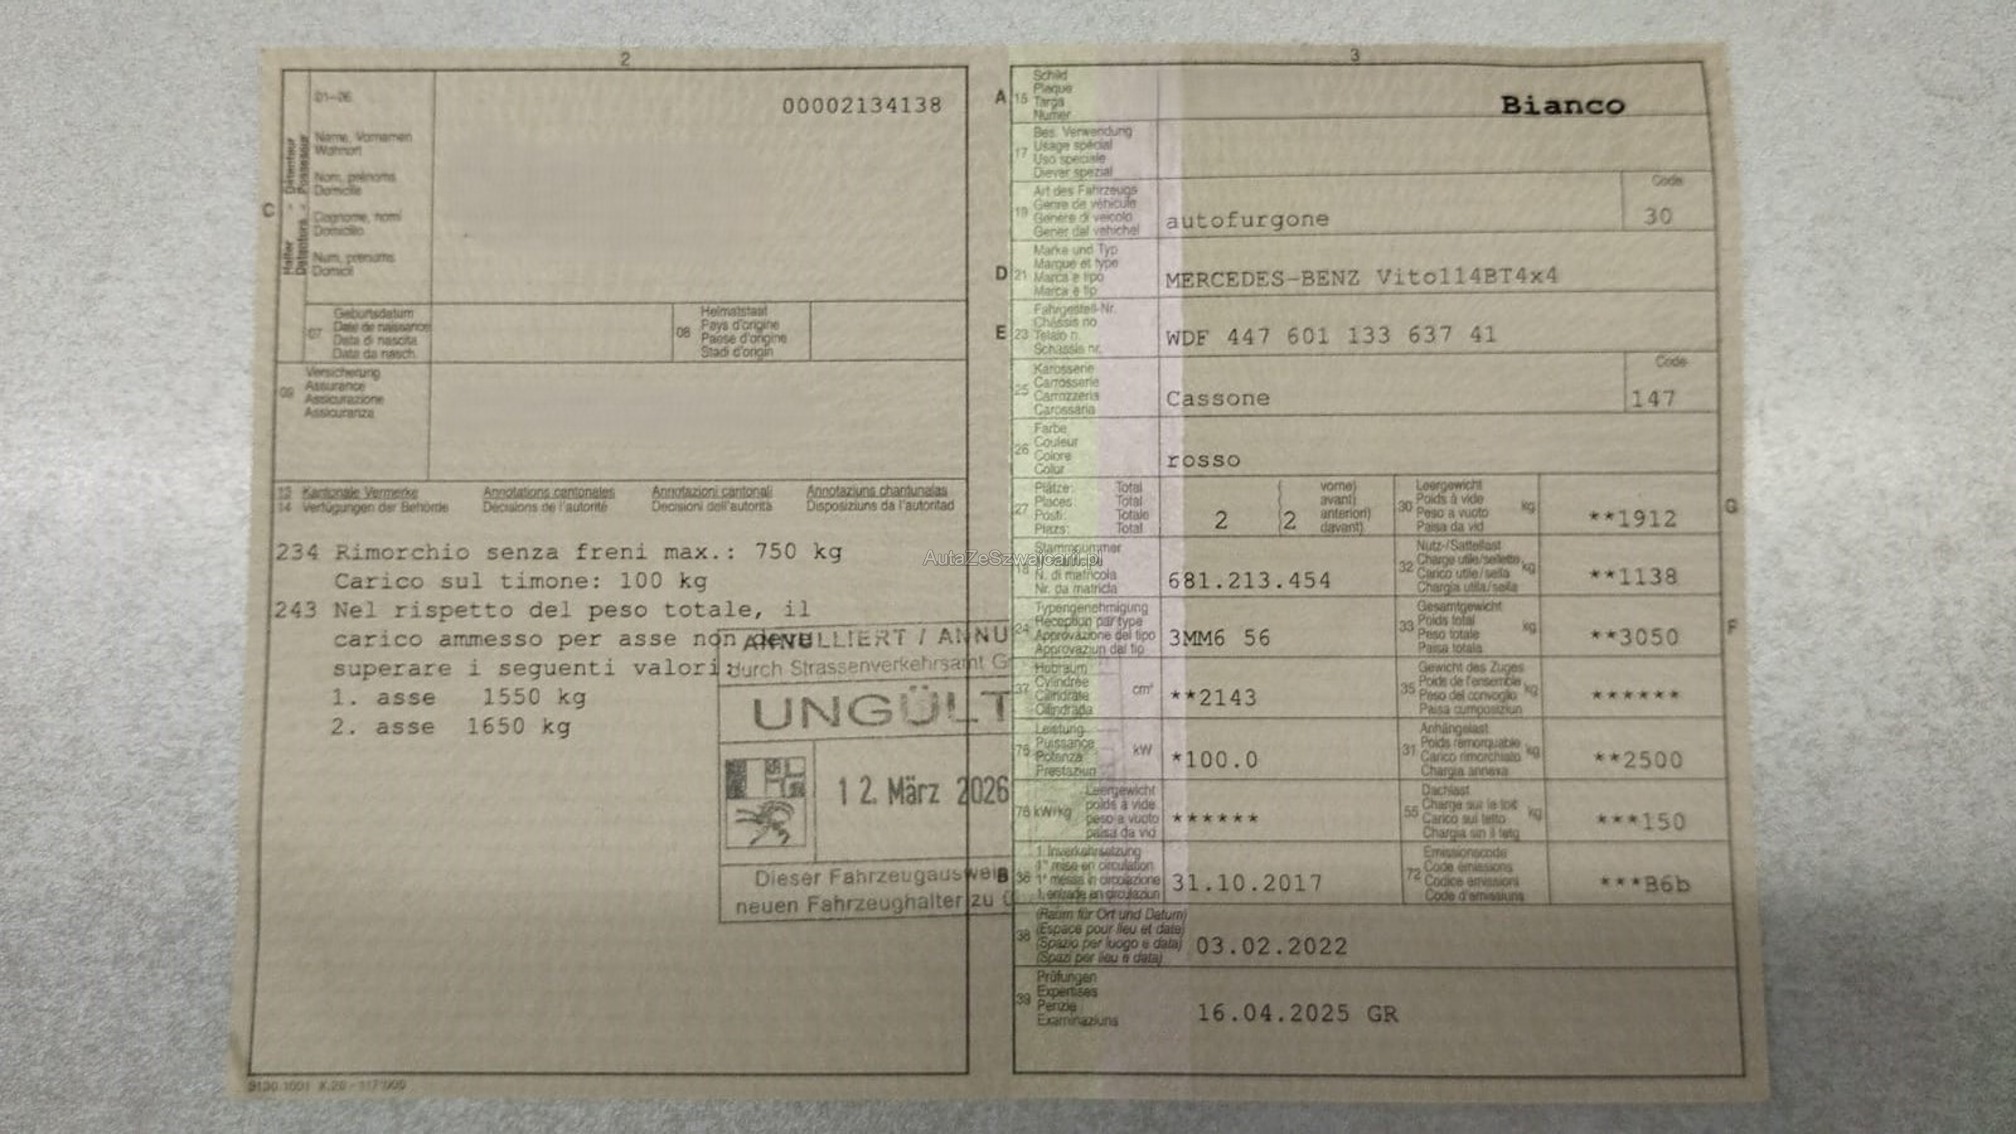 2
01-06
00002134138
Name, Vornamen
Wohnort
Nom, prénoms
Domicile
Cognome, nomi
Domicilio
Num, prenums
Domicil
C
Halter - Détenteur
Detentura - Possessur
07
Geburtsdatum
Date de naissance
Data di nascita
Data da nasch.
08
Heimatstaat
Pays d'origine
Paese d'origine
Stadi d'origin
09
Versicherung
Assurance
Assicurazione
Assicuranza
13 Kantonale Vermerke Annotations cantonales Annotazioni cantonali Annotaziuns chantunalas
14 Verfügungen der Behörde Décisions de l'autorité Decisioni dell'autorità Disposiziuns da l'autoritad
234 Rimorchio senza freni max.: 750 kg
Carico sul timone: 100 kg
243 Nel rispetto del peso totale, il
carico ammesso per asse non deve
superare i seguenti valori:
1. asse 1550 kg
2. asse 1650 kg
ANNULLIERT / ANNU
durch Strassenverkehrsamt G
UNGÜLT
12. März 2026
Dieser Fahrzeugausweis
neuen Fahrzeughalter zu
AutaZeSzwajcarii.pl
3
A 15
Schild
Plaque
Targa
Numer
Bianco
17
Bes. Verwendung
Usage spécial
Uso speciale
Diever spezial
19
Art des Fahrzeugs
Genre de véhicule
Genere di veicolo
Gener dal vehichel
autofurgone
Code
30
D 21
Marke und Typ
Marque et type
Marca e tipo
Marca e tip
MERCEDES-BENZ Vito114BT4x4
E 23
Fahrgestell-Nr.
Châssis no
Telaio n.
Schassis nr.
WDF 447 601 133 637 41
25
Karosserie
Carrosserie
Carrozzeria
Carossaria
Cassone
Code
147
26
Farbe
Couleur
Colore
Color
rosso
27
Plätze: Total
Places: Total
Posti: Totale
Plazs: Total
2
2
vorne)
avant)
anteriori)
davant)
30
Leergewicht
Poids à vide
Peso a vuoto
Paisa da vid
kg
**1912
G
18
Stammnummer
N. di matricola
Nr. da matricla
681.213.454
32
Nutz-/Sattellast
Charge utile/sellette
Carico utile/sella
Chargia utila/sella
kg
**1138
24
Typengenehmigung
Réception par type
Approvazione del tipo
Approvaziun dal tip
3MM6 56
33
Gesamtgewicht
Poids total
Peso totale
Paisa totala
kg
**3050
F
37
Hubraum
Cylindrée
Cilindrata
Cilindrada
cm³
**2143
35
Gewicht des Zuges
Poids de l'ensemble
Peso del convoglio
Paisa cumposiziun
kg
******
76
Leistung
Puissance
Potenza
Prestaziun
kW
*100.0
31
Anhängelast
Poids remorquable
Carico rimorchiato
Chargia annexa
kg
**2500
78 kW/kg
Leergewicht
poids à vide
peso a vuoto
paisa da vid
******
55
Dachlast
Charge sur le toit
Carico sul tetto
Chargia sin il tetg
kg
***150
B 36
1. Inverkehrsetzung
1re mise en circulation
1a messa in circolazione
1. entrada en circulaziun
31.10.2017
72
Emissionscode
Code émissions
Codice emissioni
Code d'emissiuns
***B6b
38
(Raum für Ort und Datum)
(Espace pour lieu et date)
(Spazio per luogo e data)
(Spazi per lieu e data)
03.02.2022
39
Prüfungen
Expertises
Perizie
Examinaziuns
16.04.2025 GR